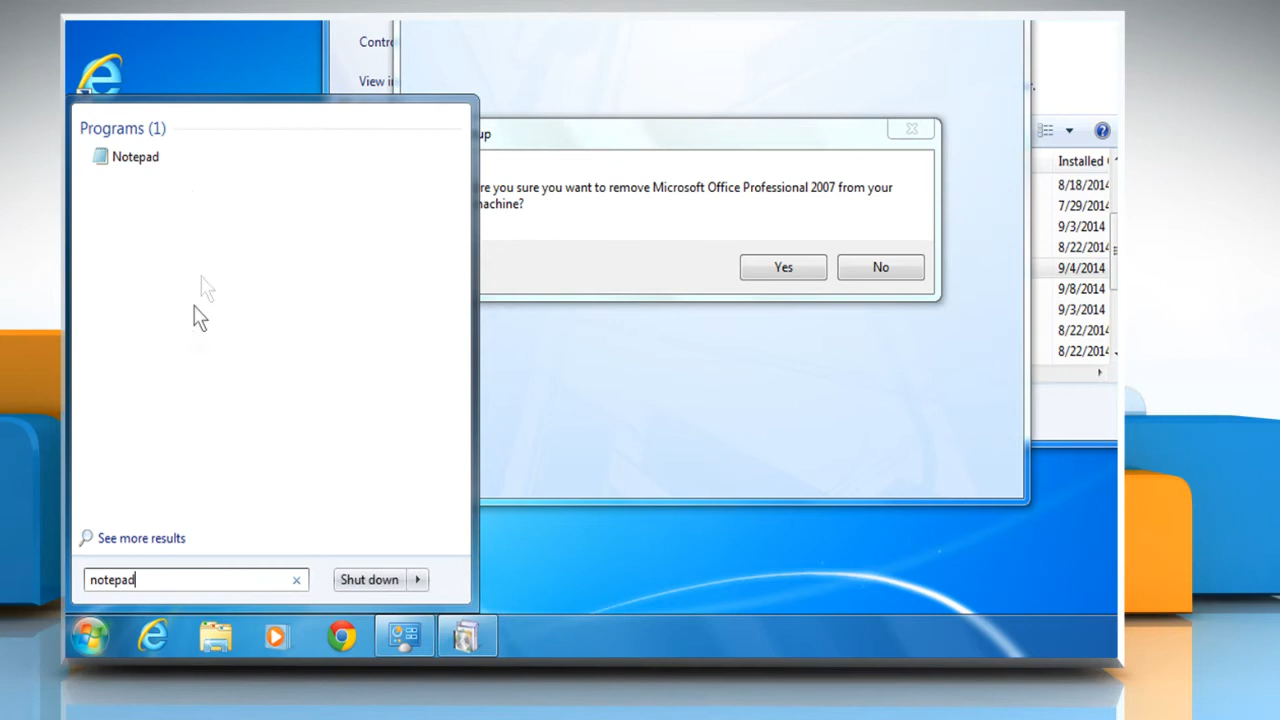 Contro
View in
Programs (1)
Notepad
up
re you sure you want to remove Microsoft Office Professional 2007 from your
machine?
Yes
No
Installed
8/18/2014
7/29/2014
9/3/2014
8/22/2014
9/4/2014
9/8/2014
9/3/2014
8/22/2014
8/22/2014
See more results
notepad
Shut down